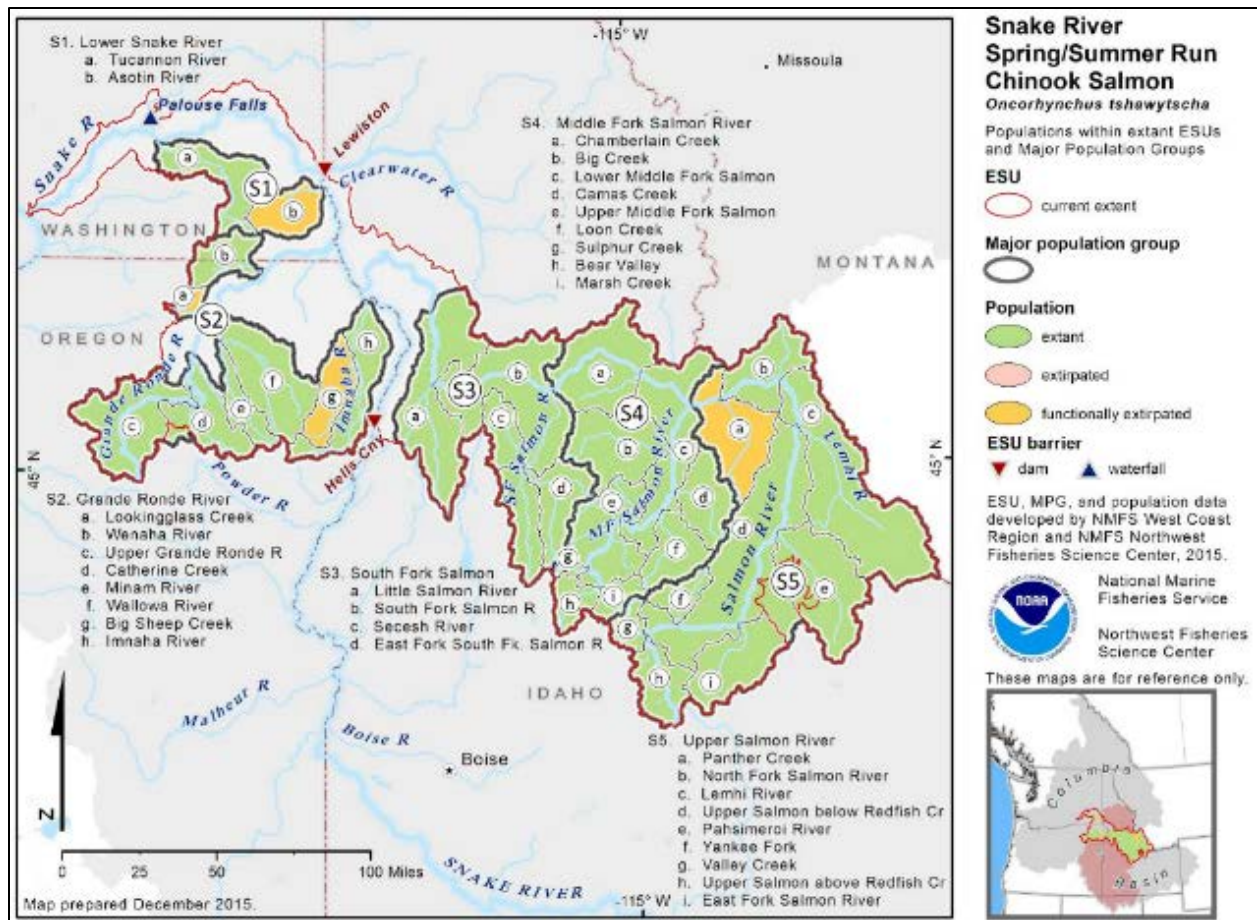 S1. Lower Snake River
a. Tucannon River
b. Asotin River
Palouse Falls
Snake R
Lewiston
Clearwater R
-115° W
Missoula
S4. Middle Fork Salmon River
a. Chamberlain Creek
b. Big Creek
c. Lower Middle Fork Salmon
d. Camas Creek
e. Upper Middle Fork Salmon
f. Loon Creek
g. Sulphur Creek
h. Bear Valley
i. Marsh Creek
WASHINGTON
OREGON
MONTANA
IDAHO
S1
a
b
S2
a
b
c
d
e
f
g
h
Grande Ronde R
Imnaha R
Hells Cny
Powder R
S3
a
b
c
d
SF Salmon R
S4
a
b
c
d
e
f
g
h
i
MF Salmon River
S5
a
b
c
d
e
f
g
h
i
Salmon River
Lemhi R
45° N
45° N
S2. Grande Ronde River
a. Lookingglass Creek
b. Wenaha River
c. Upper Grande Ronde R
d. Catherine Creek
e. Minam River
f. Wallowa River
g. Big Sheep Creek
h. Imnaha River
S3. South Fork Salmon
a. Little Salmon River
b. South Fork Salmon R
c. Secesh River
d. East Fork South Fk. Salmon R
Malheur R
Boise R
Boise
SNAKE RIVER
S5. Upper Salmon River
a. Panther Creek
b. North Fork Salmon River
c. Lemhi River
d. Upper Salmon below Redfish Cr
e. Pahsimeroi River
f. Yankee Fork
g. Valley Creek
h. Upper Salmon above Redfish Cr
i. East Fork Salmon River
-115° W
N
0 50 100 Miles
Map prepared December 2015.
Snake River
Spring/Summer Run
Chinook Salmon
Oncorhynchus tshawytscha
Populations within extant ESUs
and Major Population Groups
ESU
current extent
Major population group
Population
extant
extirpated
functionally extirpated
ESU barrier
dam
waterfall
ESU, MPG, and population data
developed by NMFS West Coast
Region and NMFS Northwest
Fisheries Science Center, 2015.
NOAA
National Marine
Fisheries Service
Northwest Fisheries
Science Center
These maps are for reference only.
Columbia
Basin